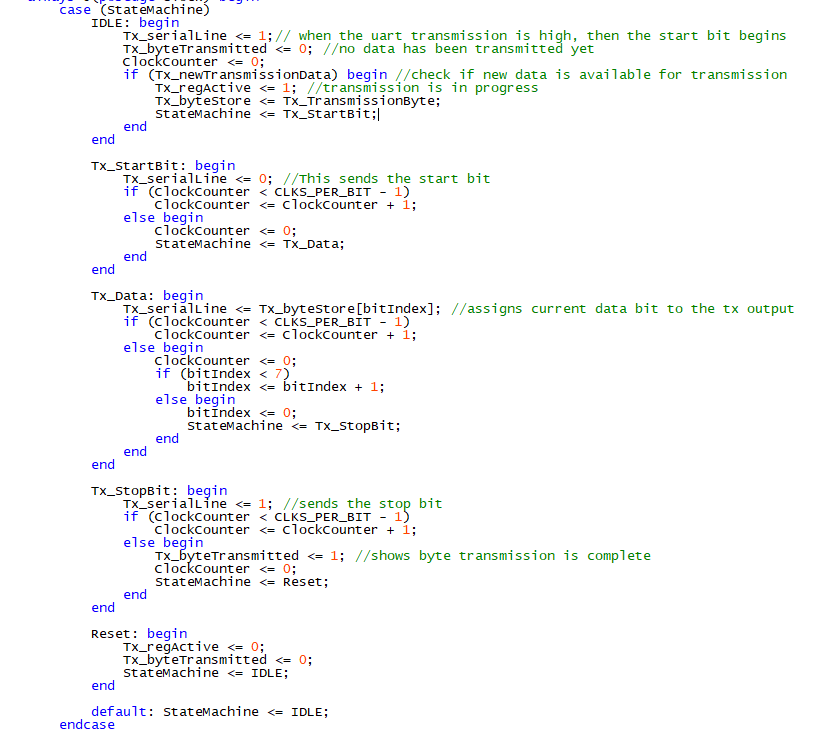 case (StateMachine)
IDLE: begin
Tx_serialLine <= 1;// when the uart transmission is high, then the start bit begins
Tx_byteTransmitted <= 0; //no data has been transmitted yet
ClockCounter <= 0;
if (Tx_newTransmissionData) begin //check if new data is available for transmission
Tx_regActive <= 1; //transmission is in progress
Tx_byteStore <= Tx_TransmissionByte;
StateMachine <= Tx_StartBit;
end
end
Tx_StartBit: begin
Tx_serialLine <= 0; //This sends the start bit
if (ClockCounter < CLKS_PER_BIT - 1)
ClockCounter <= ClockCounter + 1;
else begin
ClockCounter <= 0;
StateMachine <= Tx_Data;
end
end
Tx_Data: begin
Tx_serialLine <= Tx_byteStore[bitIndex]; //assigns current data bit to the tx output
if (ClockCounter < CLKS_PER_BIT - 1)
ClockCounter <= ClockCounter + 1;
else begin
ClockCounter <= 0;
if (bitIndex < 7)
bitIndex <= bitIndex + 1;
else begin
bitIndex <= 0;
StateMachine <= Tx_StopBit;
end
end
end
Tx_StopBit: begin
Tx_serialLine <= 1; //sends the stop bit
if (ClockCounter < CLKS_PER_BIT - 1)
ClockCounter <= ClockCounter + 1;
else begin
Tx_byteTransmitted <= 1; //shows byte transmission is complete
ClockCounter <= 0;
StateMachine <= Reset;
end
end
Reset: begin
Tx_regActive <= 0;
Tx_byteTransmitted <= 0;
StateMachine <= IDLE;
end
default: StateMachine <= IDLE;
endcase